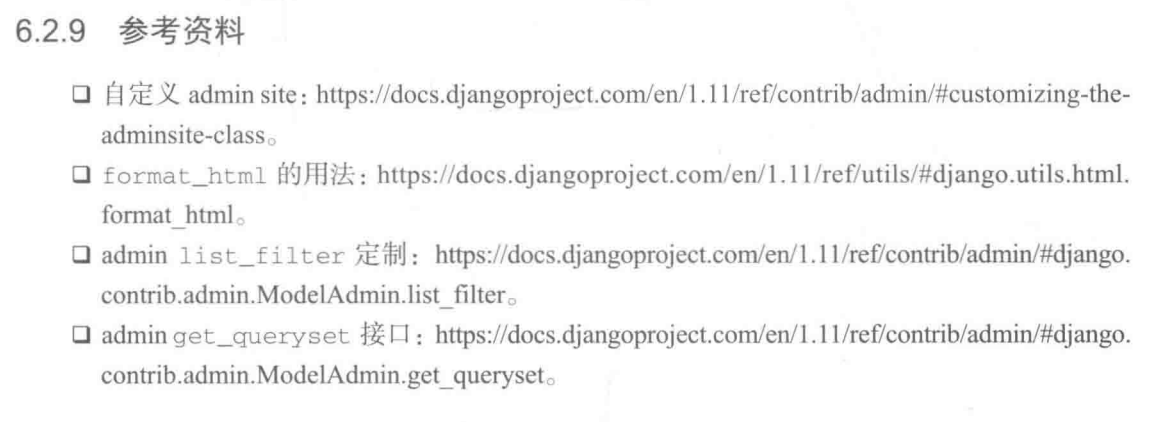 6.2.9 参考资料
❑ 自定义 admin site：https://docs.djangoproject.com/en/1.11/ref/contrib/admin/#customizing-the-
adminsite-class。
❑ format_html 的用法：https://docs.djangoproject.com/en/1.11/ref/utils/#django.utils.html.
format_html。
❑ admin list_filter 定制：https://docs.djangoproject.com/en/1.11/ref/contrib/admin/#django.
contrib.admin.ModelAdmin.list_filter。
❑ admin get_queryset 接口：https://docs.djangoproject.com/en/1.11/ref/contrib/admin/#django.
contrib.admin.ModelAdmin.get_queryset。